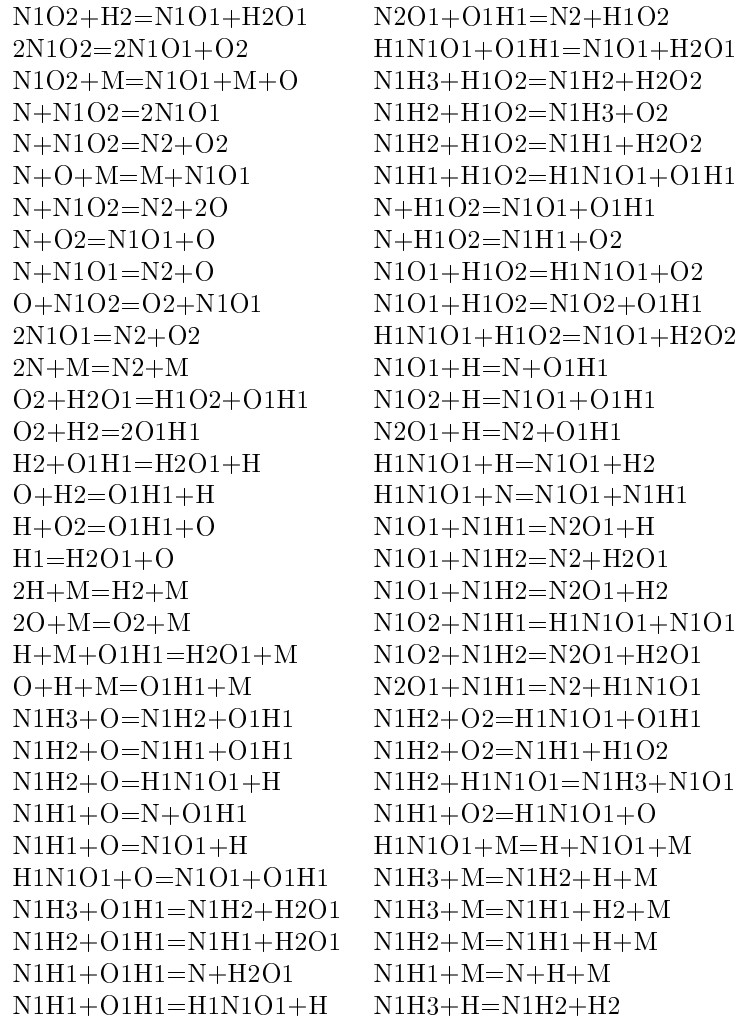 N1O2+H2=N1O1+H2O1
2N1O2=2N1O1+O2
N1O2+M=N1O1+M+O
N+N1O2=2N1O1
N+N1O2=N2+O2
N+O+M=M+N1O1
N+N1O2=N2+2O
N+O2=N1O1+O
N+N1O1=N2+O
O+N1O2=O2+N1O1
2N1O1=N2+O2
2N+M=N2+M
O2+H2O1=H1O2+O1H1
O2+H2=2O1H1
H2+O1H1=H2O1+H
O+H2=O1H1+H
H+O2=O1H1+O
H1=H2O1+O
2H+M=H2+M
2O+M=O2+M
H+M+O1H1=H2O1+M
O+H+M=O1H1+M
N1H3+O=N1H2+O1H1
N1H2+O=N1H1+O1H1
N1H2+O=H1N1O1+H
N1H1+O=N+O1H1
N1H1+O=N1O1+H
H1N1O1+O=N1O1+O1H1
N1H3+O1H1=N1H2+H2O1
N1H2+O1H1=N1H1+H2O1
N1H1+O1H1=N+H2O1
N1H1+O1H1=H1N1O1+H
N2O1+O1H1=N2+H1O2
H1N1O1+O1H1=N1O1+H2O1
N1H3+H1O2=N1H2+H2O2
N1H2+H1O2=N1H3+O2
N1H2+H1O2=N1H1+H2O2
N1H1+H1O2=H1N1O1+O1H1
N+H1O2=N1O1+O1H1
N+H1O2=N1H1+O2
N1O1+H1O2=H1N1O1+O2
N1O1+H1O2=N1O2+O1H1
H1N1O1+H1O2=N1O1+H2O2
N1O1+H=N+O1H1
N1O2+H=N1O1+O1H1
N2O1+H=N2+O1H1
H1N1O1+H=N1O1+H2
H1N1O1+N=N1O1+N1H1
N1O1+N1H1=N2O1+H
N1O1+N1H2=N2+H2O1
N1O1+N1H2=N2O1+H2
N1O2+N1H1=H1N1O1+N1O1
N1O2+N1H2=N2O1+H2O1
N2O1+N1H1=N2+H1N1O1
N1H2+O2=H1N1O1+O1H1
N1H2+O2=N1H1+H1O2
N1H2+H1N1O1=N1H3+N1O1
N1H1+O2=H1N1O1+O
H1N1O1+M=H+N1O1+M
N1H3+M=N1H2+H+M
N1H3+M=N1H1+H2+M
N1H2+M=N1H1+H+M
N1H1+M=N+H+M
N1H3+H=N1H2+H2